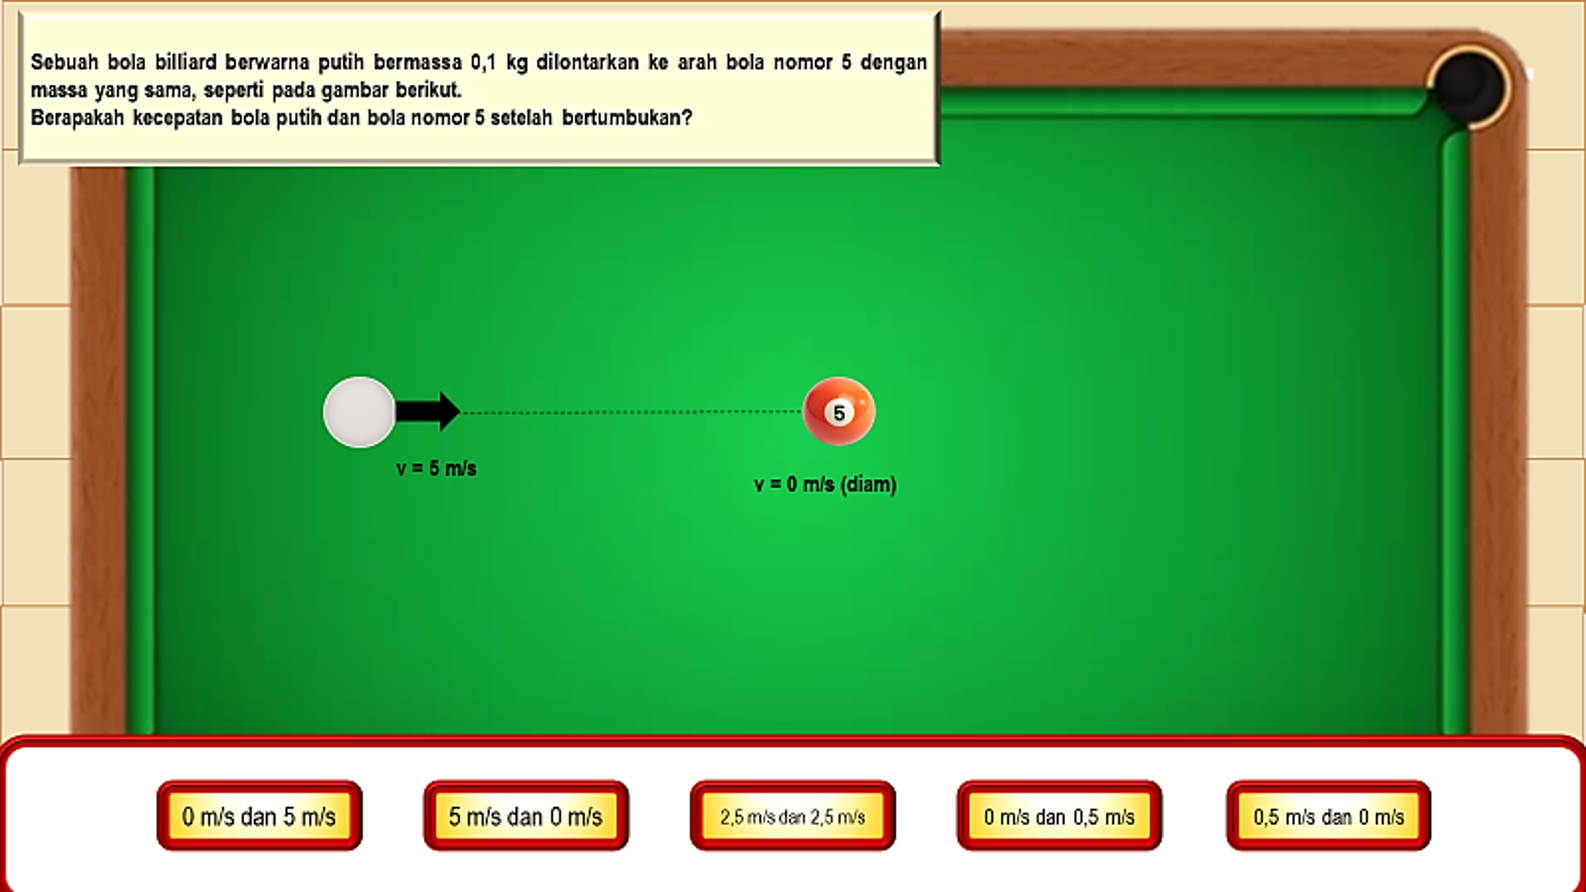 Sebuah bola billiard berwarna putih bermassa 0,1 kg dilontarkan ke arah bola nomor 5 dengan
massa yang sama, seperti pada gambar berikut.
Berapakah kecepatan bola putih dan bola nomor 5 setelah bertumbukan?
5
v = 5 m/s
v = 0 m/s (diam)
0 m/s dan 5 m/s
5 m/s dan 0 m/s
2,5 m/s dan 2,5 m/s
0 m/s dan 0,5 m/s
0,5 m/s dan 0 m/s